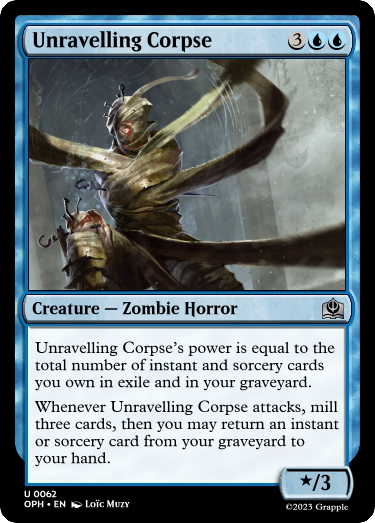 Unravelling Corpse 3
Creature — Zombie Horror
Unravelling Corpse's power is equal to the
total number of instant and sorcery cards
you own in exile and in your graveyard.
Whenever Unravelling Corpse attacks, mill
three cards, then you may return an instant
or sorcery card from your graveyard to
your hand.
★/3
U 0062
OPH • EN Loïc Muzy
©2023 Grapple